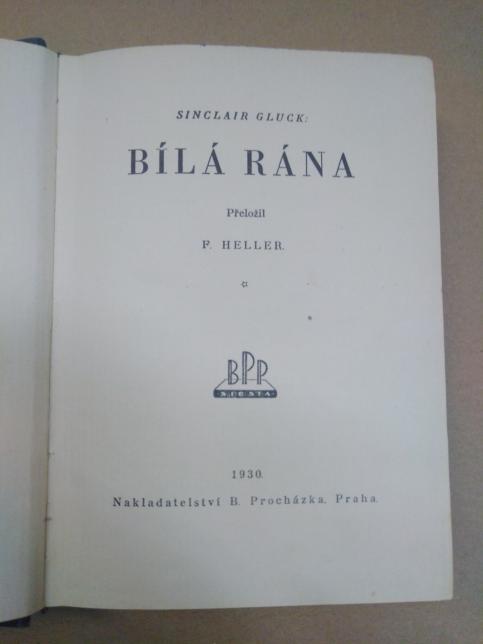 SINCLAIR GLUCK:
BÍLÁ RÁNA
Přeložil
F. HELLER.
BPP
1930.
Nakladatelství B. Procházka, Praha.